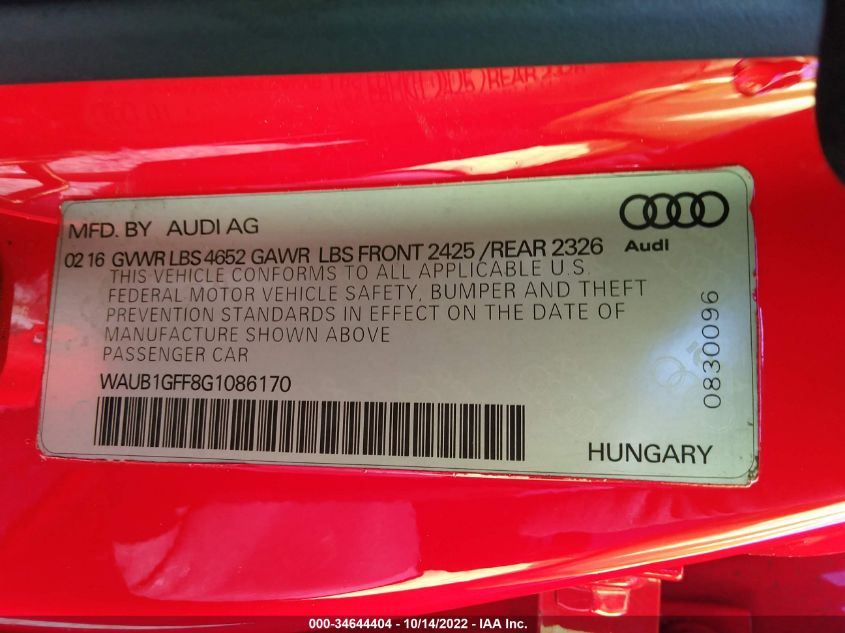 MFD. BY AUDI AG
Audi
02 16 GVWR LBS 4652 GAWR LBS FRONT 2425 /REAR 2326
THIS VEHICLE CONFORMS TO ALL APPLICABLE U.S.
FEDERAL MOTOR VEHICLE SAFETY, BUMPER AND THEFT
PREVENTION STANDARDS IN EFFECT ON THE DATE OF
MANUFACTURE SHOWN ABOVE
PASSENGER CAR
WAUB1GFF8G1086170
0830096
HUNGARY
000-34644404 - 10/14/2022 - IAA Inc.